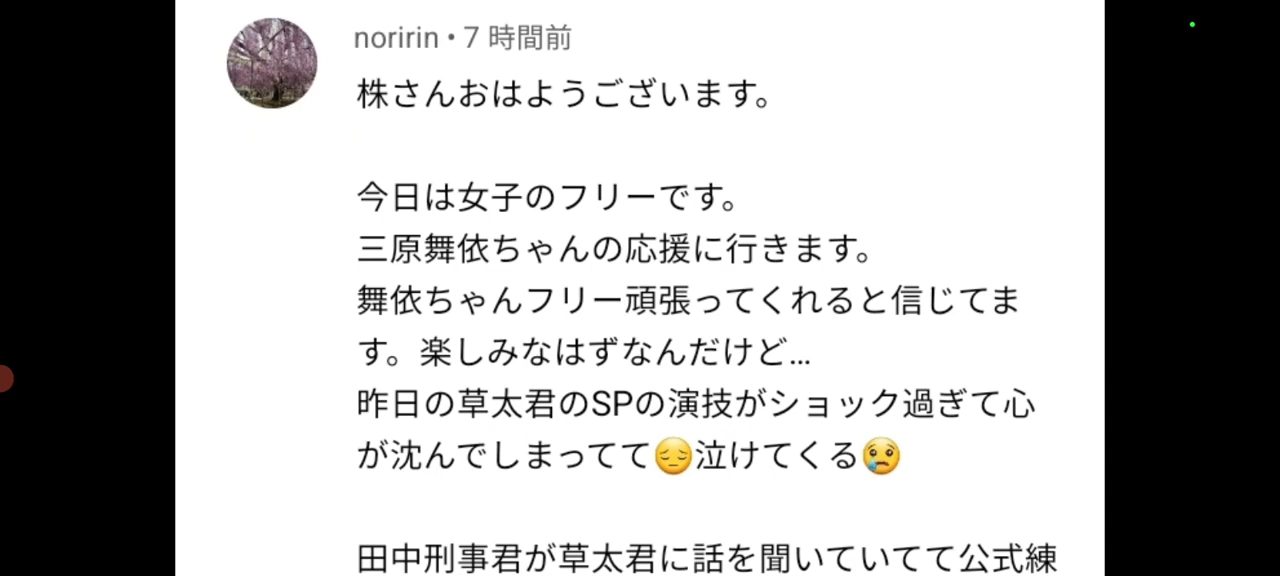 noririn • 7 時間前
株さんおはようございます。
今日は女子のフリーです。
三原舞依ちゃんの応援に行きます。
舞依ちゃんフリー頑張ってくれると信じてま
す。楽しみなはずなんだけど...
昨日の草太君のSPの演技がショック過ぎて心
が沈んでしまってて😔泣けてくる😢
田中刑事君が草太君に話を聞いていてて公式練